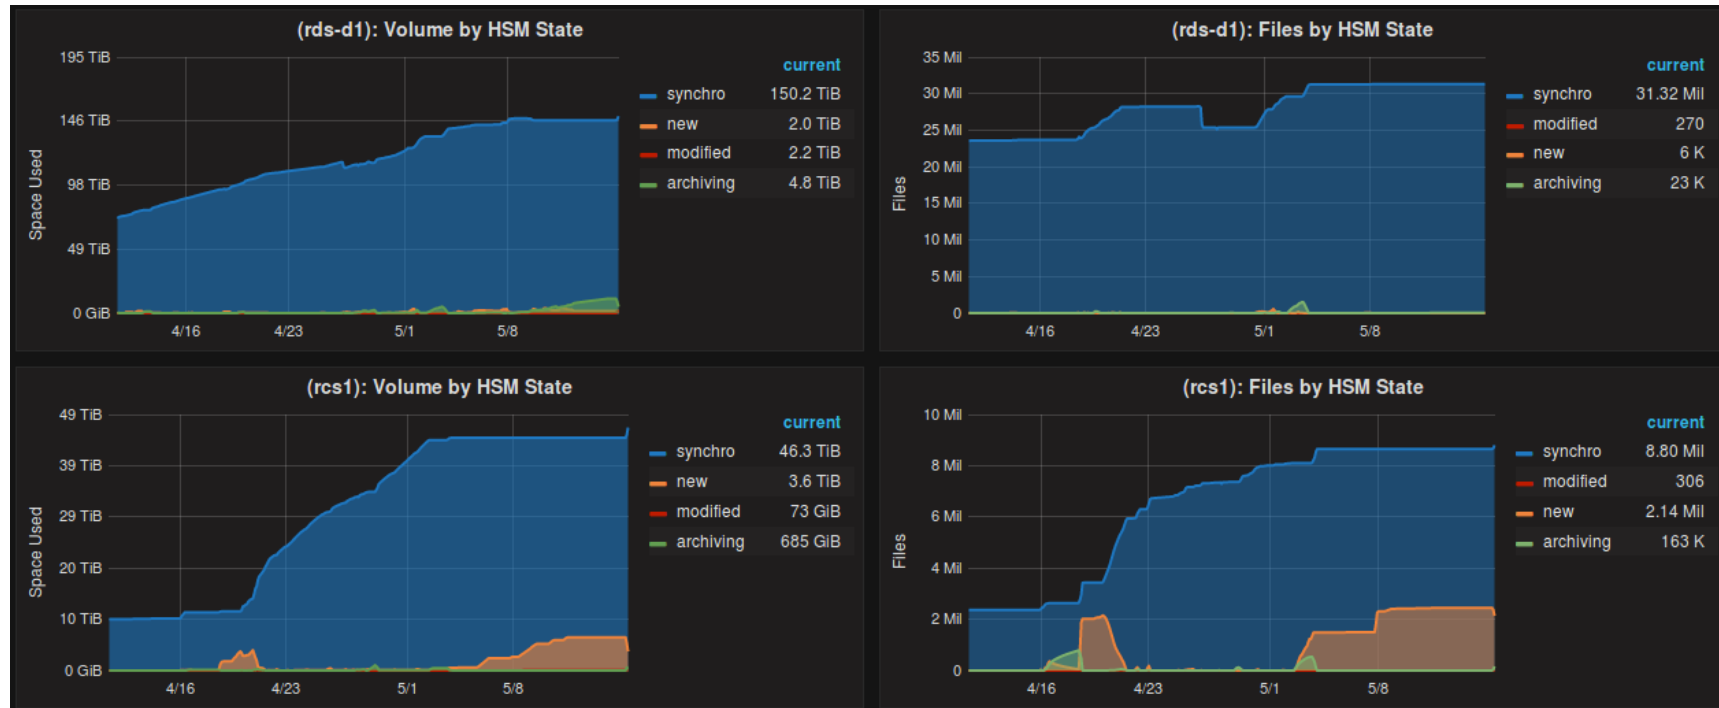 (rds-d1): Volume by HSM State
195 TiB
146 TiB
98 TiB
49 TiB
0 GiB
Space Used
4/16 4/23 5/1 5/8
current
synchro 150.2 TiB
new 2.0 TiB
modified 2.2 TiB
archiving 4.8 TiB
(rds-d1): Files by HSM State
35 Mil
30 Mil
25 Mil
20 Mil
15 Mil
10 Mil
5 Mil
0
Files
4/16 4/23 5/1 5/8
current
synchro 31.32 Mil
modified 270
new 6 K
archiving 23 K
(rcs1): Volume by HSM State
49 TiB
39 TiB
29 TiB
20 TiB
10 TiB
0 GiB
Space Used
4/16 4/23 5/1 5/8
current
synchro 46.3 TiB
new 3.6 TiB
modified 73 GiB
archiving 685 GiB
(rcs1): Files by HSM State
10 Mil
8 Mil
6 Mil
4 Mil
2 Mil
0
Files
4/16 4/23 5/1 5/8
current
synchro 8.80 Mil
modified 306
new 2.14 Mil
archiving 163 K